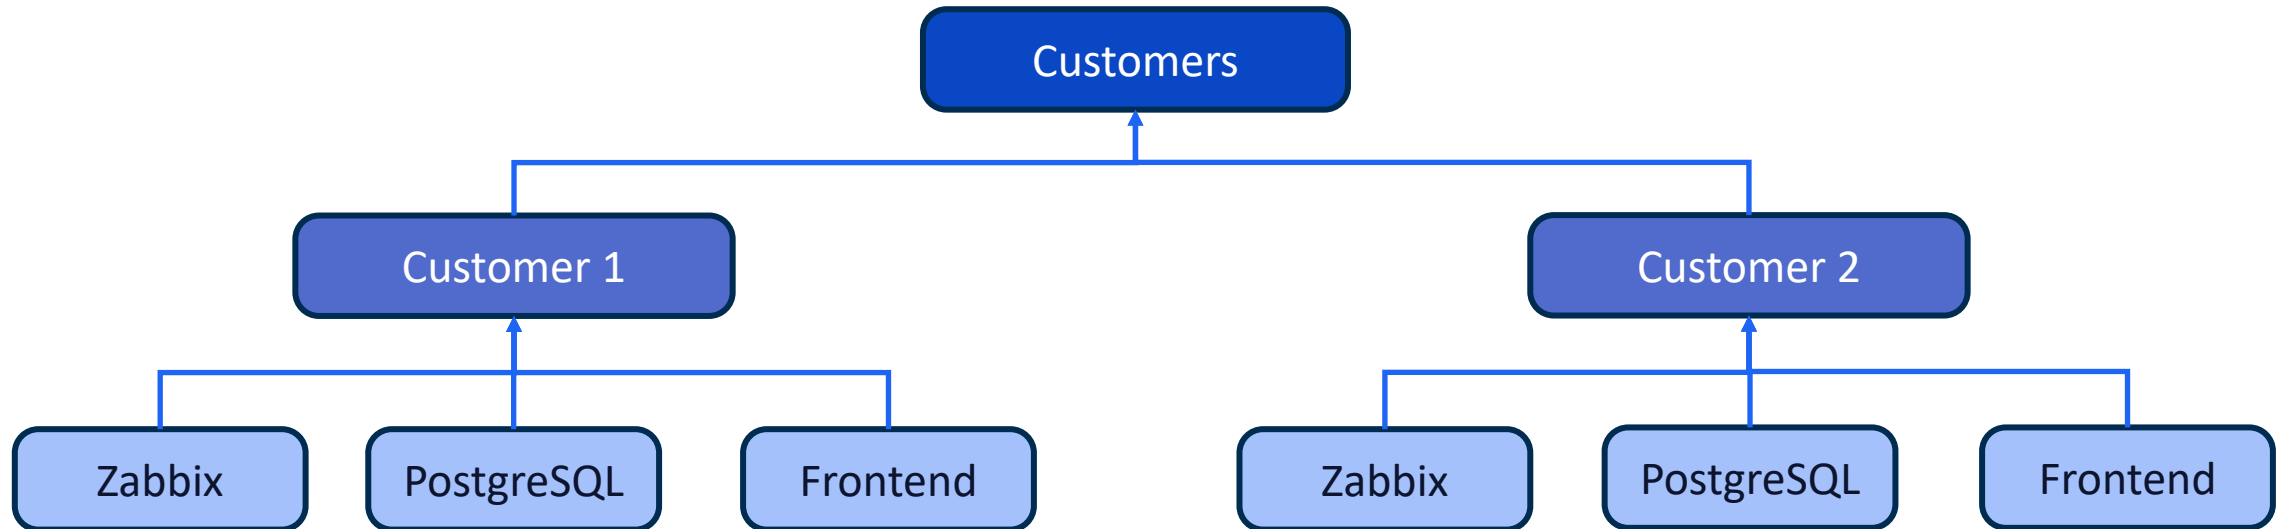 Customers
Customer 1
Customer 2
Zabbix
PostgreSQL
Frontend
Zabbix
PostgreSQL
Frontend